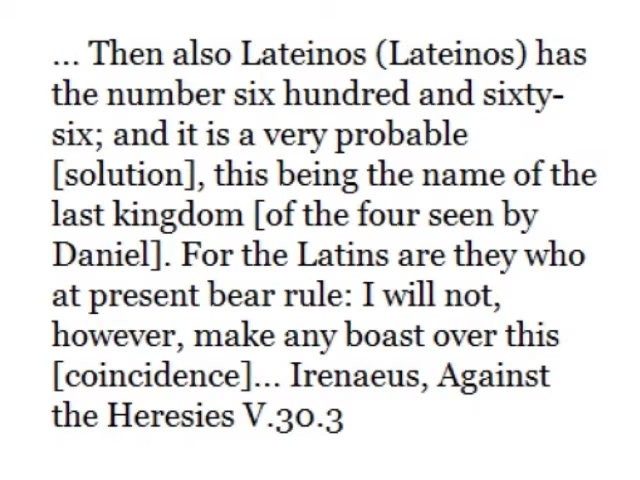 ... Then also Lateinos (Lateinos) has
the number six hundred and sixty-
six; and it is a very probable
[solution], this being the name of the
last kingdom [of the four seen by
Daniel]. For the Latins are they who
at present bear rule: I will not,
however, make any boast over this
[coincidence]... Irenaeus, Against
the Heresies V.30.3